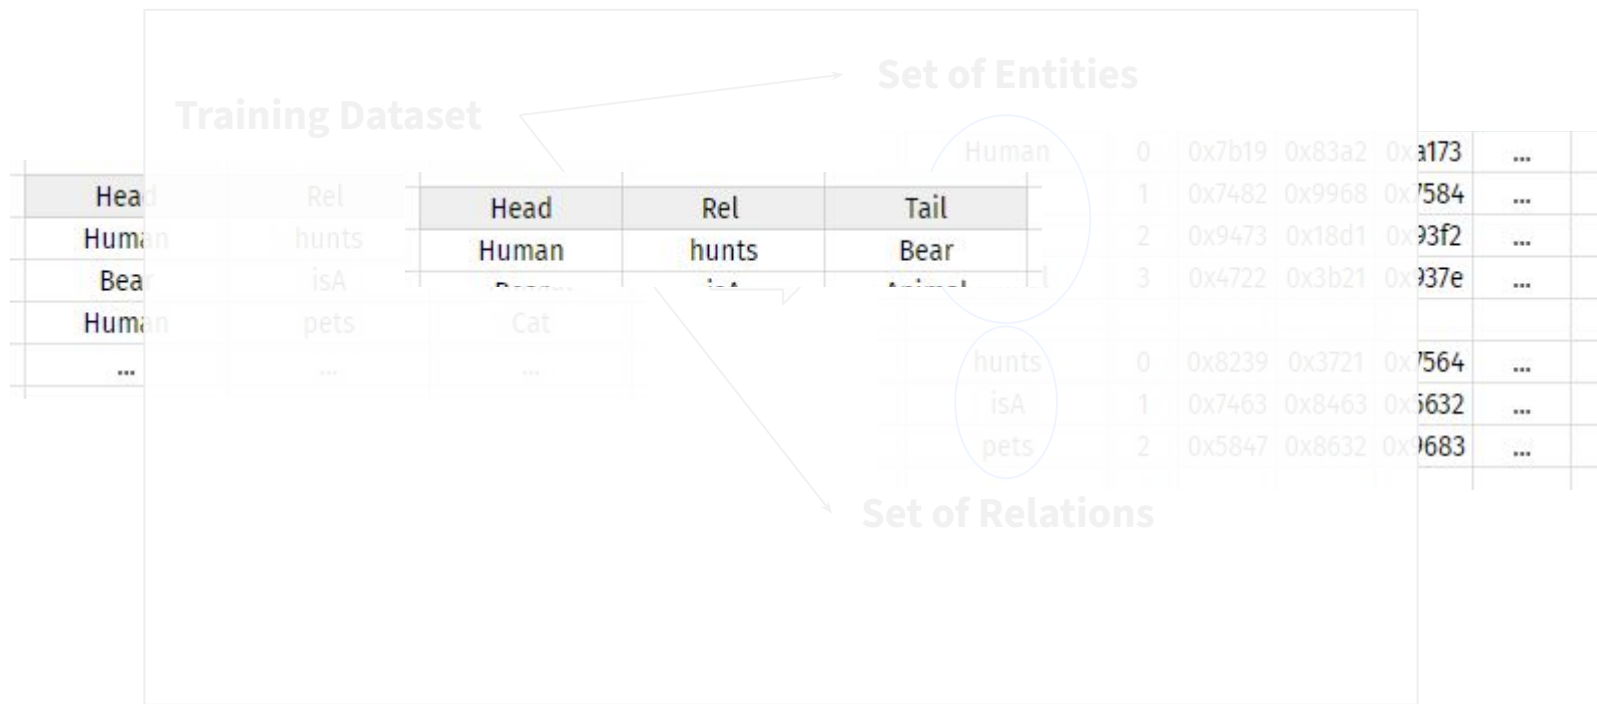 Set of Entities
Training Dataset
Human 0 0x7b19 0x83a2 0xa173 ...
Head Rel
1 0x7482 0x9968 0x7584 ...
Head Rel Tail
Human hunts
2 0x9473 0x18d1 0x93f2 ...
Human hunts Bear
Bear isA
3 0x4722 0x3b21 0x937e ...
Human pets Cat
... ... ...
hunts 0 0x8239 0x3721 0x7564 ...
isA 1 0x7463 0x8463 0x5632 ...
pets 2 0x5847 0x8632 0x9683 ...
Set of Relations